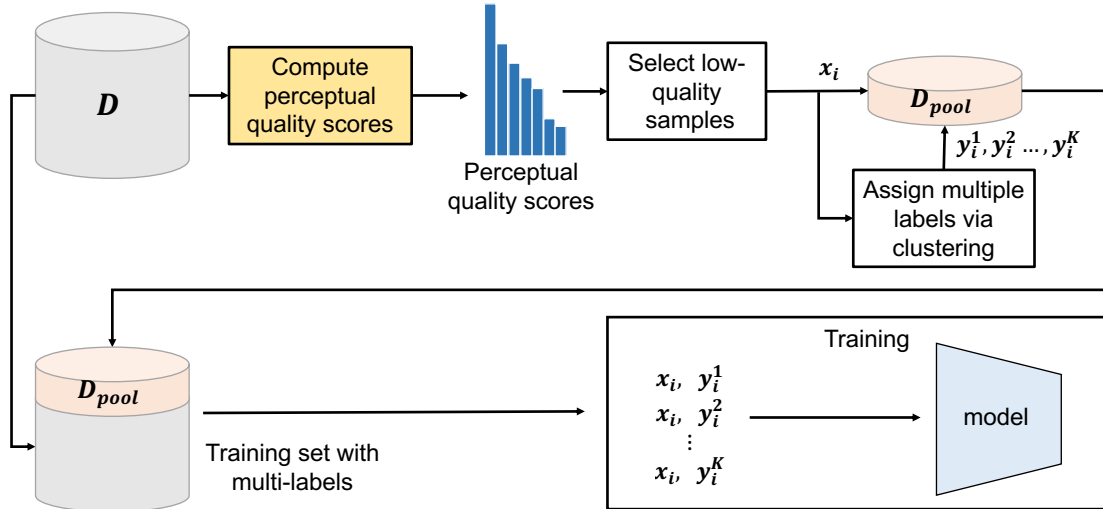 D
Compute
perceptual
quality scores
Perceptual
quality scores
Select low-
quality
samples
x_i
D_pool
y_i^1, y_i^2 ..., y_i^K
Assign multiple
labels via
clustering
D_pool
Training set with
multi-labels
Training
x_i, y_i^1
x_i, y_i^2
⋮
x_i, y_i^K
model